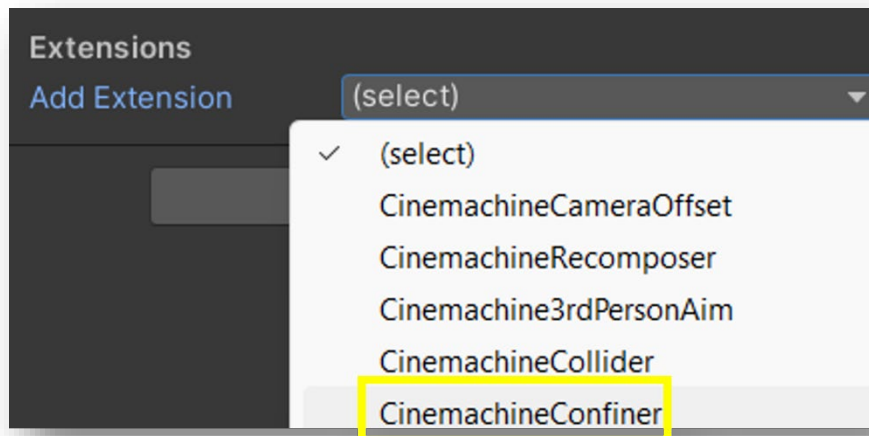 Extensions
Add Extension (select)
(select)
CinemachineCameraOffset
CinemachineRecomposer
Cinemachine3rdPersonAim
CinemachineCollider
CinemachineConfiner